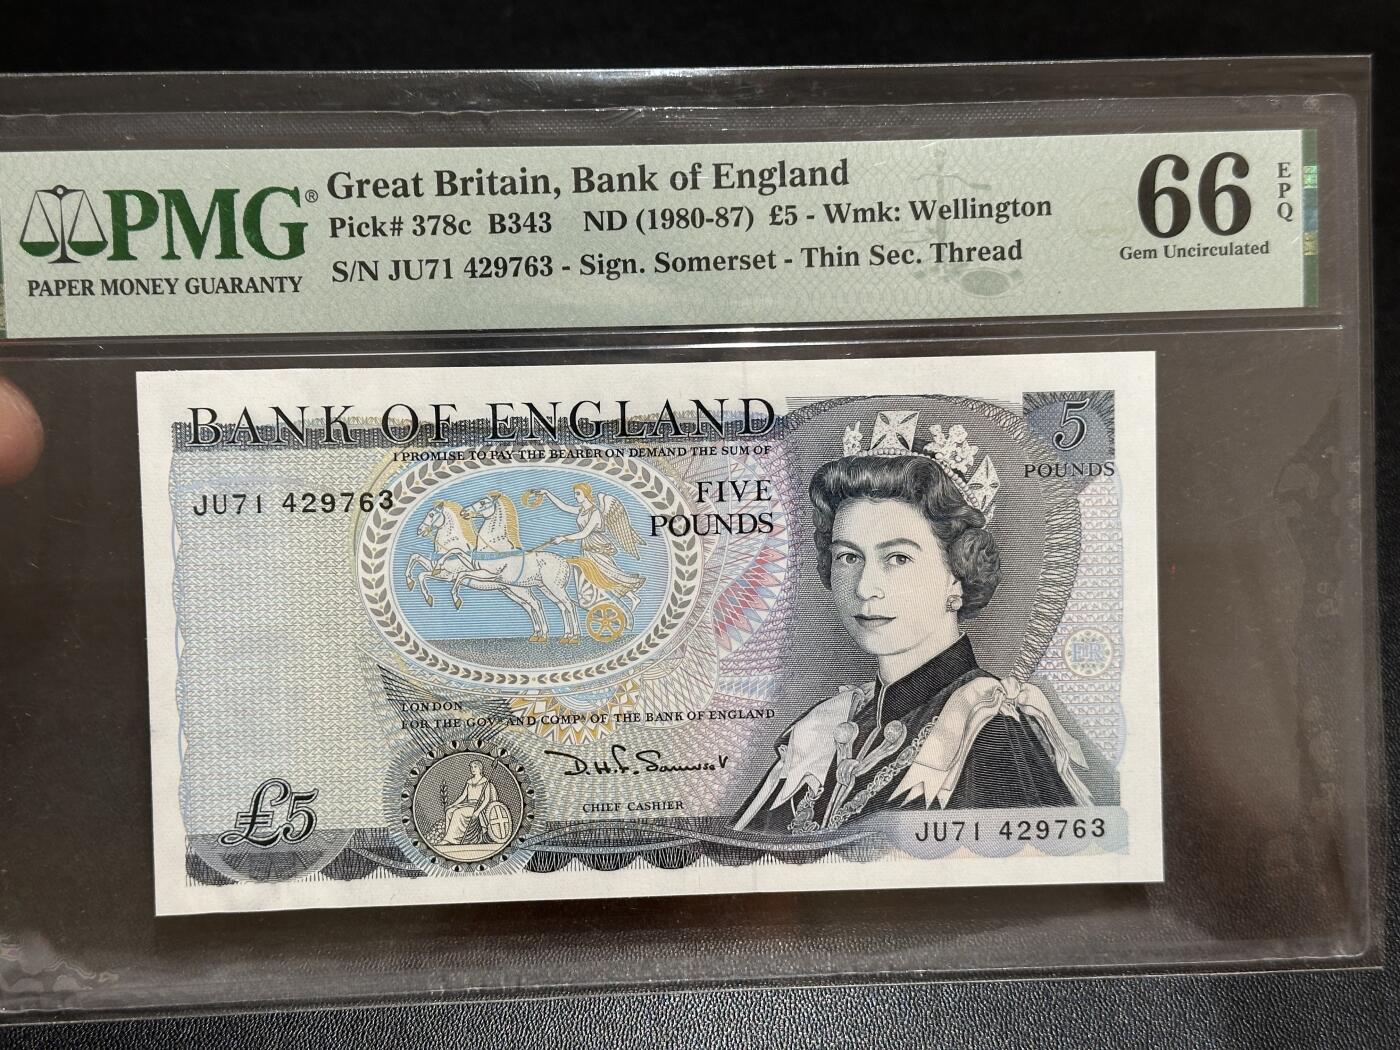 PMG®
PAPER MONEY GUARANTY
Great Britain, Bank of England
Pick# 378c B343 ND (1980-87) £5 - Wmk: Wellington
S/N JU71 429763 - Sign. Somerset - Thin Sec. Thread
66
EPQ
Gem Uncirculated
BANK OF ENGLAND
I PROMISE TO PAY THE BEARER ON DEMAND THE SUM OF
5
POUNDS
JU71 429763
FIVE
POUNDS
ER
LONDON
FOR THE GOVR AND COMPA OF THE BANK OF ENGLAND
D.H.F. Somerset
CHIEF CASHIER
£5
JU71 429763